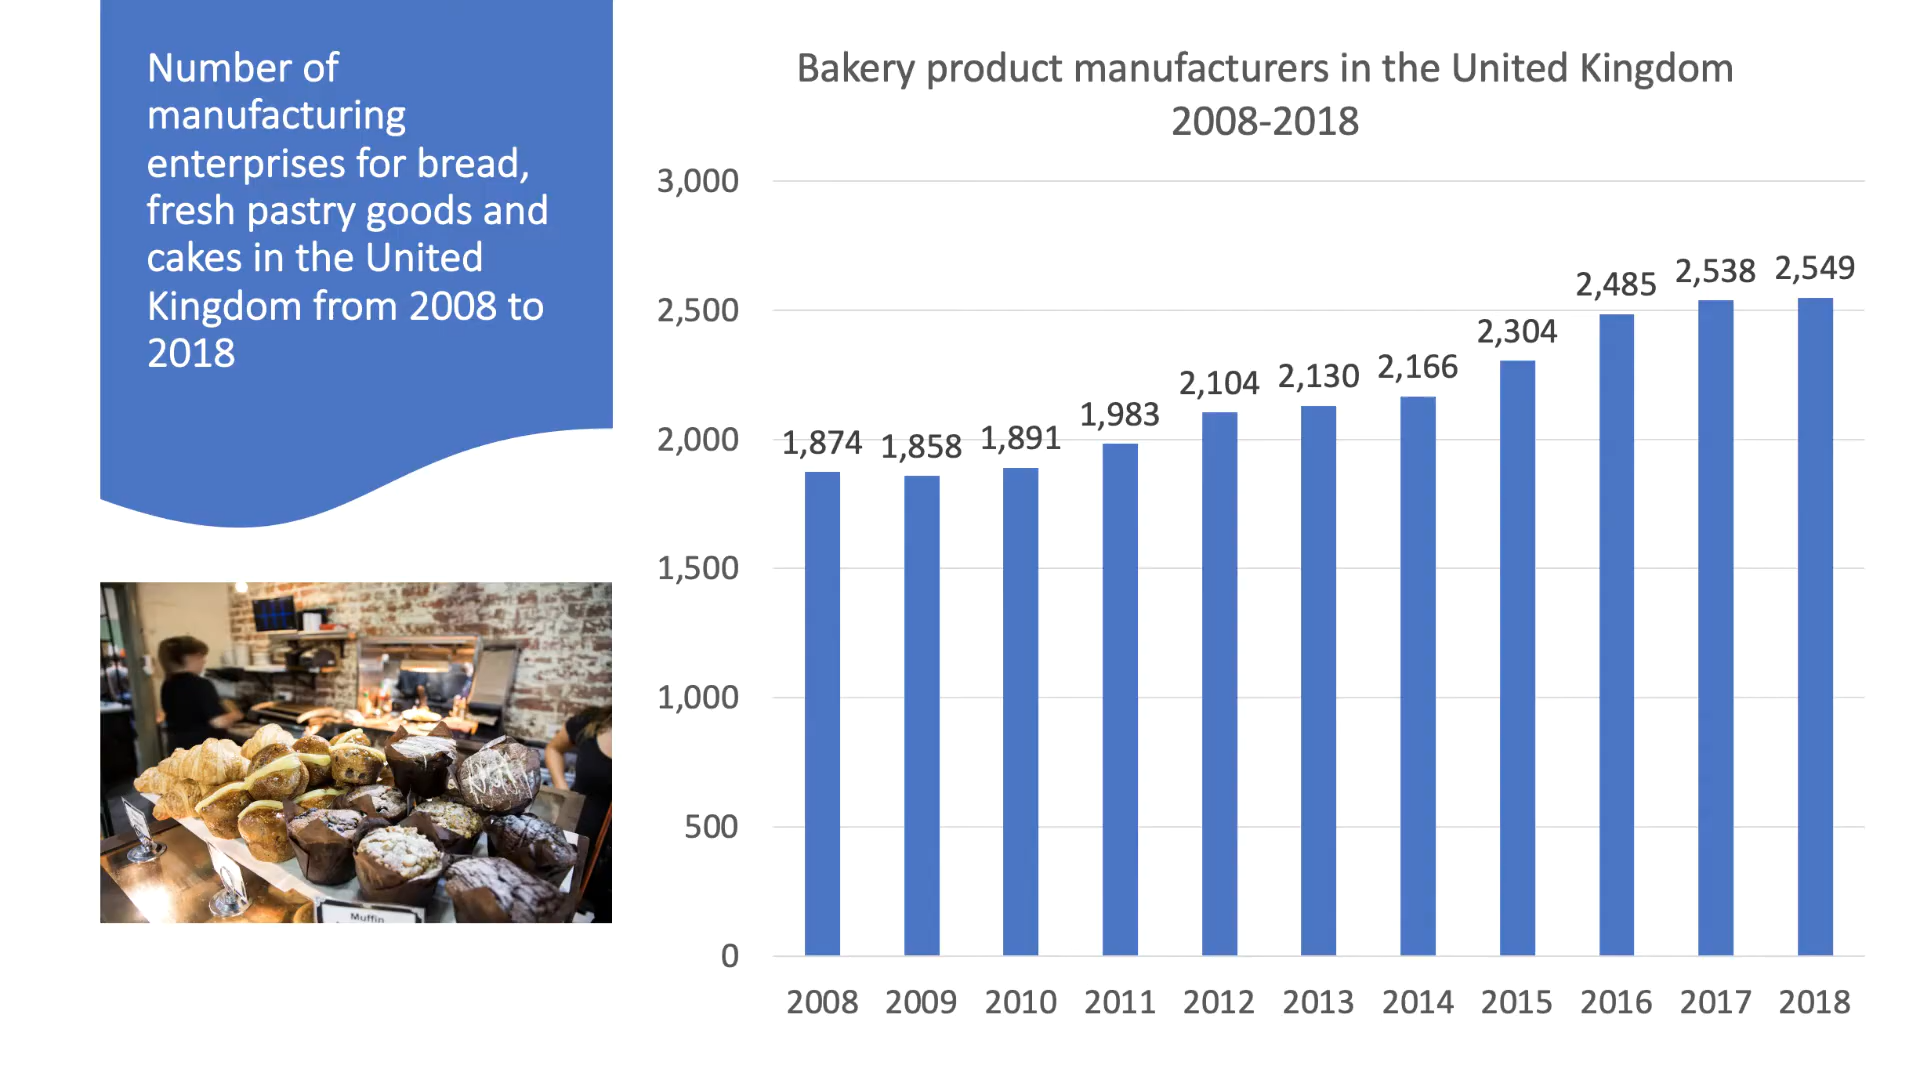 Number of
manufacturing
enterprises for bread,
fresh pastry goods and
cakes in the United
Kingdom from 2008 to
2018
Muffin
Bakery product manufacturers in the United Kingdom
2008-2018
3,000
2,500
2,000
1,500
1,000
500
0
1,874 1,858 1,891 1,983 2,104 2,130 2,166 2,304 2,485 2,538 2,549
2008 2009 2010 2011 2012 2013 2014 2015 2016 2017 2018